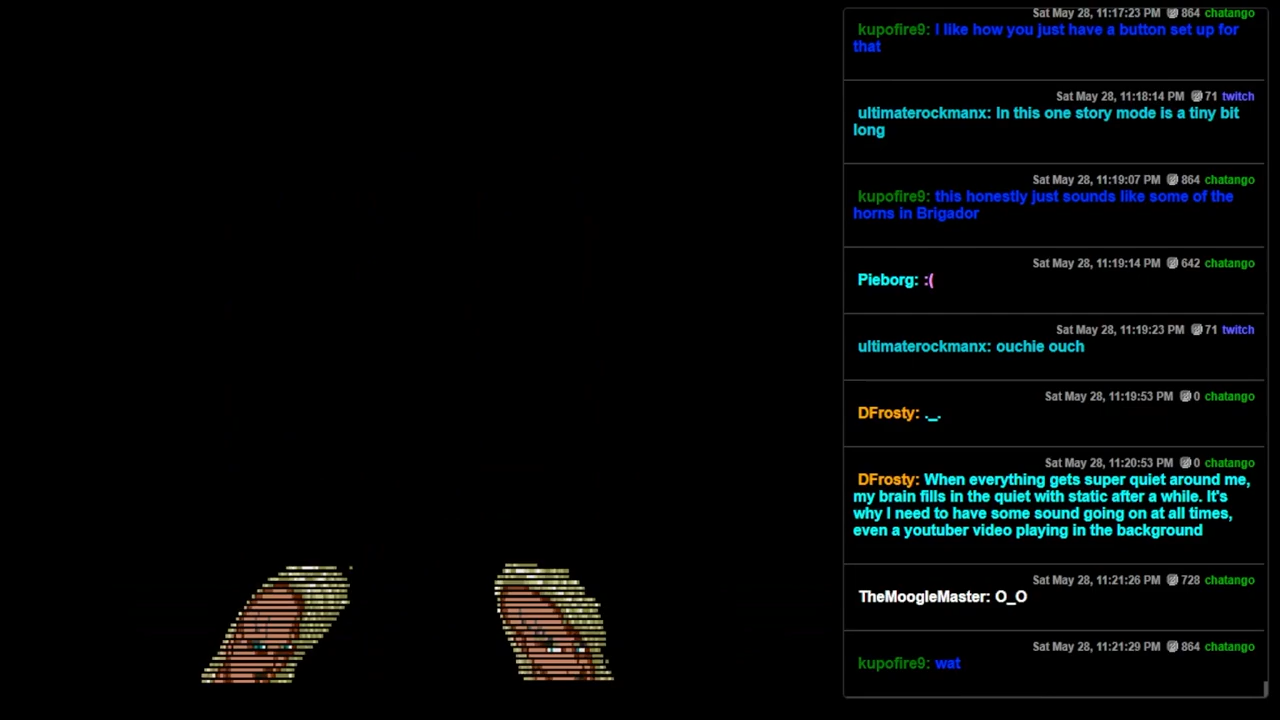 Sat May 28, 11:17:23 PM 864 chatango
kupofire9: I like how you just have a button set up for
that
Sat May 28, 11:18:14 PM 71 twitch
ultimaterockmanx: In this one story mode is a tiny bit
long
Sat May 28, 11:19:07 PM 864 chatango
kupofire9: this honestly just sounds like some of the
horns in Brigador
Sat May 28, 11:19:14 PM 642 chatango
Pieborg: :(
Sat May 28, 11:19:23 PM 71 twitch
ultimaterockmanx: ouchie ouch
Sat May 28, 11:19:53 PM 0 chatango
DFrosty: ._.
Sat May 28, 11:20:53 PM 0 chatango
DFrosty: When everything gets super quiet around me,
my brain fills in the quiet with static after a while. It's
why I need to have some sound going on at all times,
even a youtuber video playing in the background
Sat May 28, 11:21:26 PM 728 chatango
TheMoogleMaster: O_O
Sat May 28, 11:21:29 PM 864 chatango
kupofire9: wat